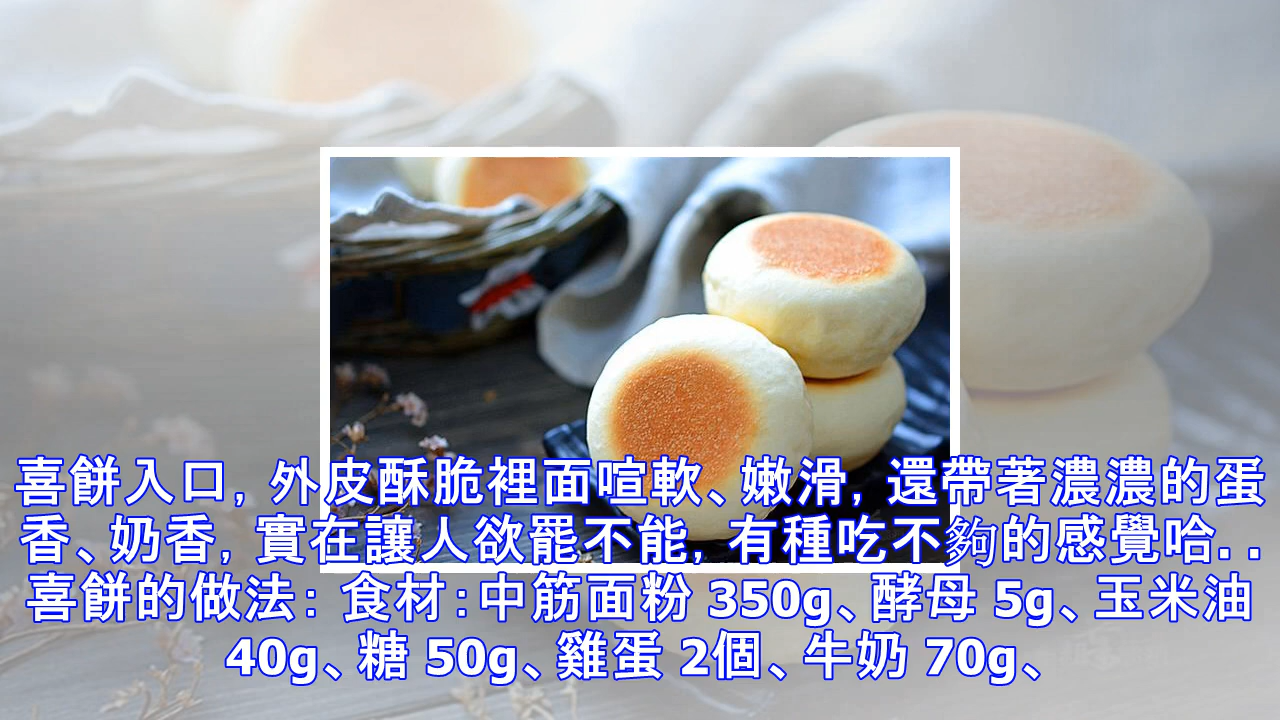 喜餅入口, 外皮酥脆裡面喧軟、嫩滑, 還帶著濃濃的蛋
香、奶香, 實在讓人欲罷不能, 有種吃不夠的感覺哈. .
喜餅的做法: 食材:中筋面粉 350g、酵母 5g、玉米油
40g、糖 50g、雞蛋 2個、牛奶 70g、